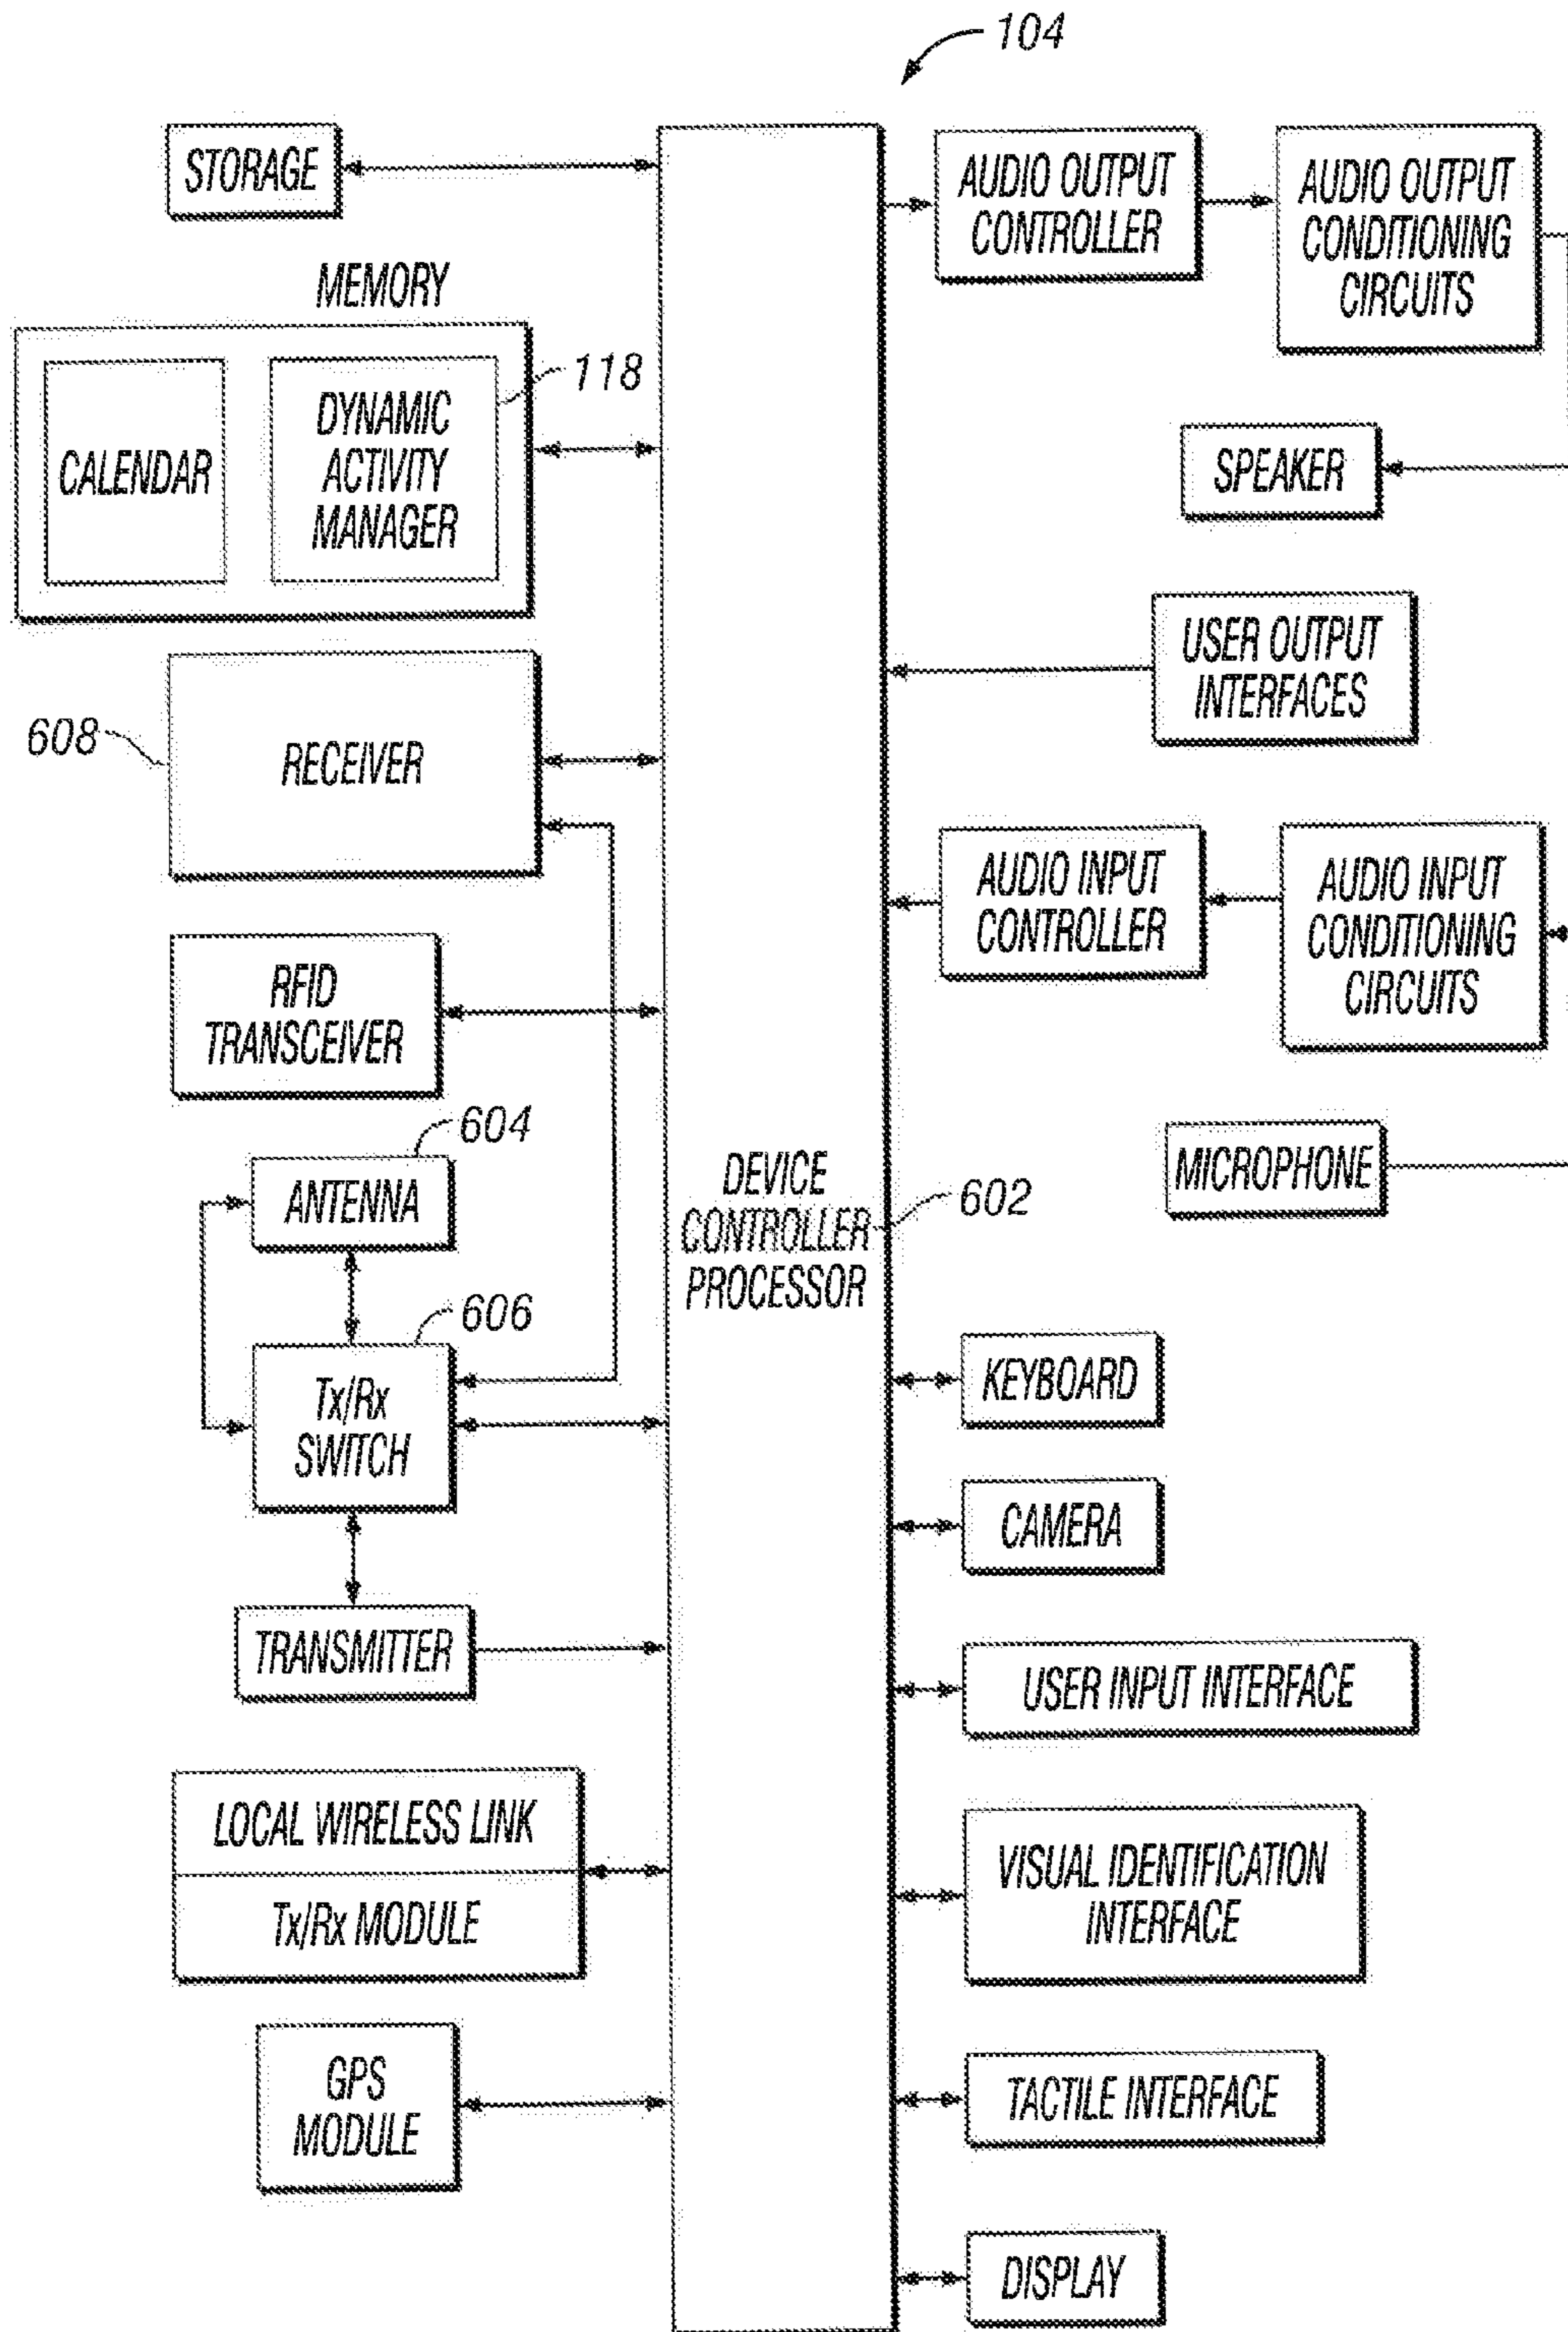 104
STORAGE
MEMORY
CALENDAR
DYNAMIC
ACTIVITY
MANAGER
118
608
RECEIVER
RFID
TRANSCEIVER
604
ANTENNA
606
Tx/Rx
SWITCH
TRANSMITTER
LOCAL WIRELESS LINK
Tx/Rx MODULE
GPS
MODULE
DEVICE
CONTROLLER
PROCESSOR
602
AUDIO OUTPUT
CONTROLLER
AUDIO OUTPUT
CONDITIONING
CIRCUITS
SPEAKER
USER OUTPUT
INTERFACES
AUDIO INPUT
CONTROLLER
AUDIO INPUT
CONDITIONING
CIRCUITS
MICROPHONE
KEYBOARD
CAMERA
USER INPUT INTERFACE
VISUAL IDENTIFICATION
INTERFACE
TACTILE INTERFACE
DISPLAY